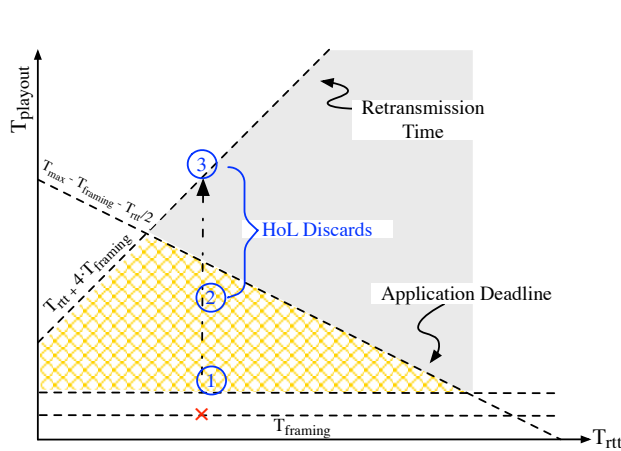 Retransmission
Time
T_playout
T_max - T_framing - T_rtt/2
3
HoL Discards
T_rtt + 4·T_framing
2
Application Deadline
1
T_framing
T_rtt